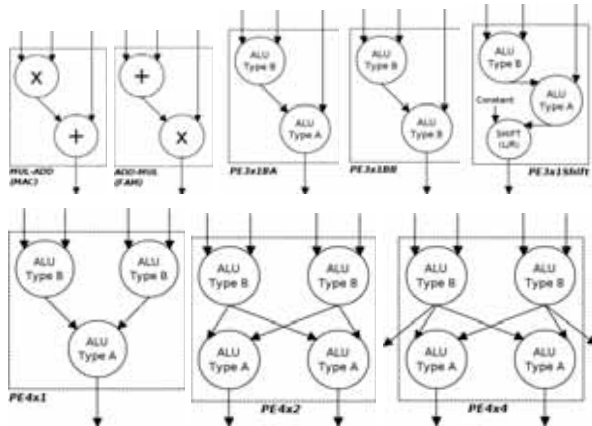 X
+
MUL-ADD
(MAC)
+
X
ADD-MUL
(FAM)
ALU
Type B
ALU
Type A
PE3x1BA
ALU
Type B
ALU
Type B
PE3x1BB
ALU
Type B
ALU
Type A
Constant
SHIFT
(L/R)
PE3x1Shift
ALU
Type B
ALU
Type B
ALU
Type A
PE4x1
ALU
Type B
ALU
Type B
ALU
Type A
ALU
Type A
PE4x2
ALU
Type B
ALU
Type B
ALU
Type A
ALU
Type A
PE4x4